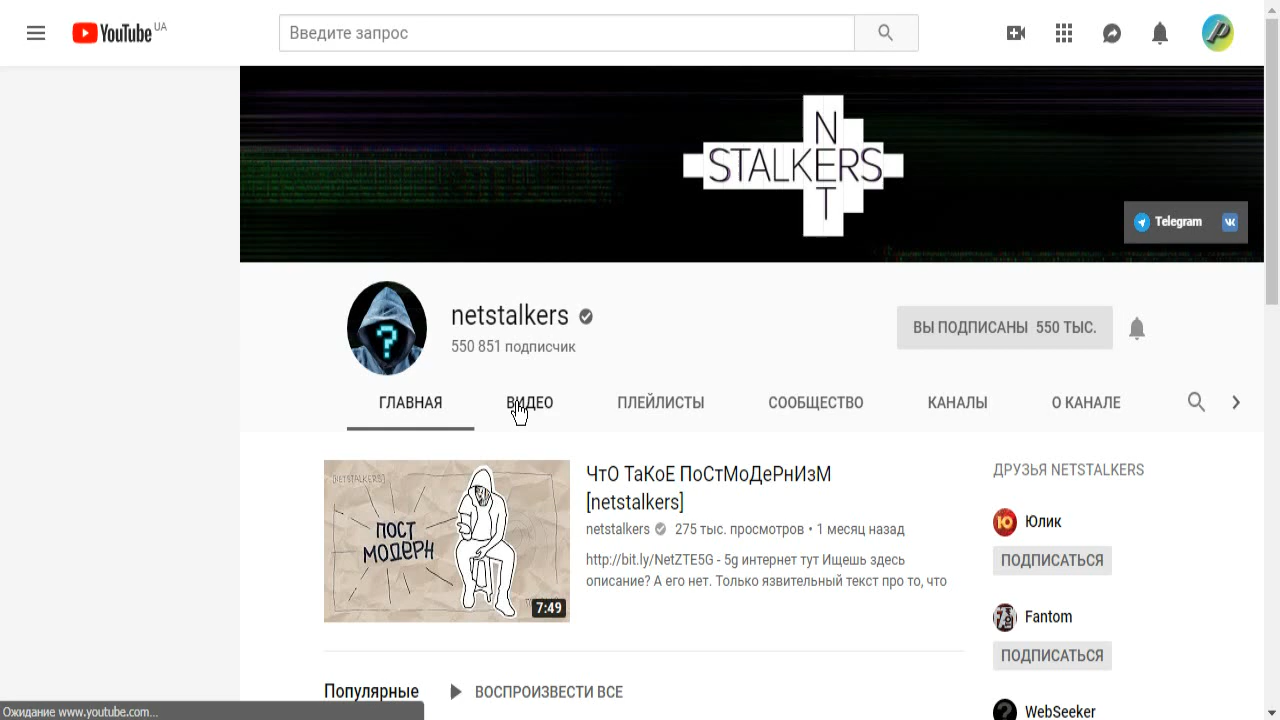 YouTube UA
Введите запрос
NET
STALKERS
Telegram
netstalkers
550 851 подписчик
ВЫ ПОДПИСАНЫ 550 ТЫС.
ГЛАВНАЯ
ВИДЕО
ПЛЕЙЛИСТЫ
СООБЩЕСТВО
КАНАЛЫ
О КАНАЛЕ
[NETSTALKERS]
ПОСТ
МОДЕРН
7:49
ЧтО ТаКоЕ ПоСтМоДеРнИзМ
[netstalkers]
netstalkers 275 тыс. просмотров • 1 месяц назад
http://bit.ly/NetZTE5G - 5g интернет тут Ищешь здесь
описание? А его нет. Только язвительный текст про то, что
ДРУЗЬЯ NETSTALKERS
Юлик
ПОДПИСАТЬСЯ
Fantom
ПОДПИСАТЬСЯ
WebSeeker
Популярные
ВОСПРОИЗВЕСТИ ВСЕ
Ожидание www.youtube.com...